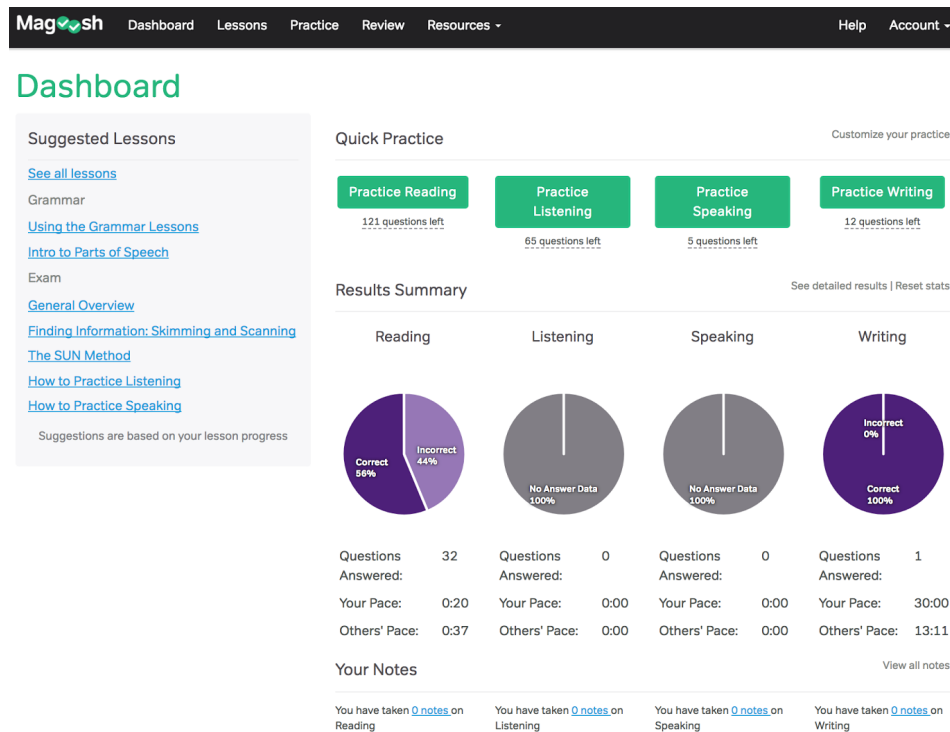 Magoosh Dashboard Lessons Practice Review Resources Help Account
Dashboard
Suggested Lessons
See all lessons
Grammar
Using the Grammar Lessons
Intro to Parts of Speech
Exam
General Overview
Finding Information: Skimming and Scanning
The SUN Method
How to Practice Listening
How to Practice Speaking
Suggestions are based on your lesson progress
Quick Practice
Customize your practice
Practice Reading
121 questions left
Practice
Listening
65 questions left
Practice
Speaking
5 questions left
Practice Writing
12 questions left
Results Summary
See detailed results | Reset stats
Reading
Correct
56%
Incorrect
44%
Questions
Answered: 32
Your Pace: 0:20
Others' Pace: 0:37
Listening
No Answer Data
100%
Questions
Answered: 0
Your Pace: 0:00
Others' Pace: 0:00
Speaking
No Answer Data
100%
Questions
Answered: 0
Your Pace: 0:00
Others' Pace: 0:00
Writing
Incorrect
0%
Correct
100%
Questions
Answered: 1
Your Pace: 30:00
Others' Pace: 13:11
Your Notes
View all notes
You have taken 0 notes on
Reading
You have taken 0 notes on
Listening
You have taken 0 notes on
Speaking
You have taken 0 notes on
Writing